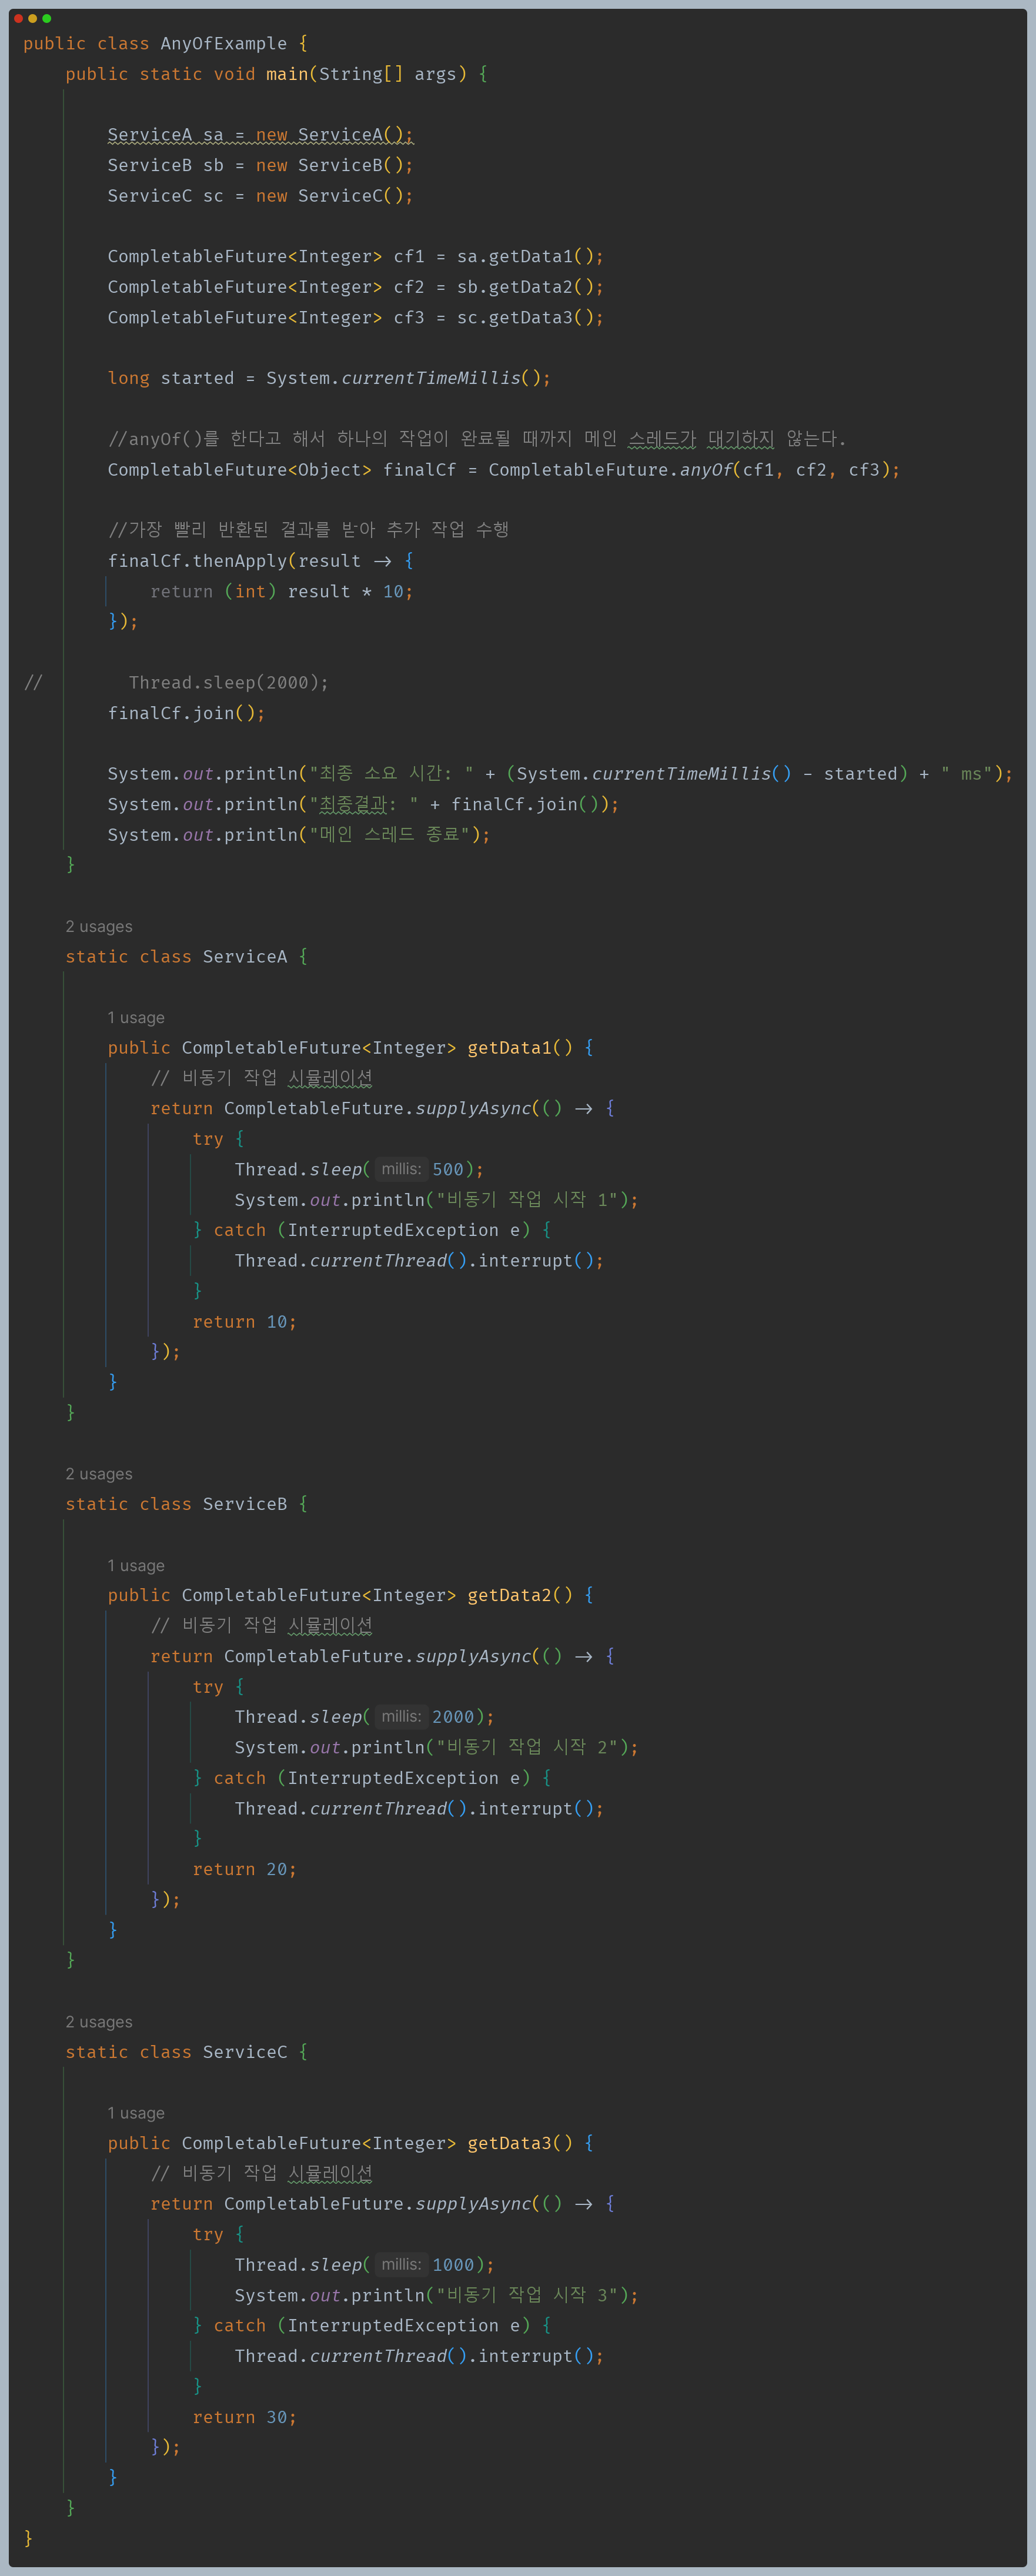 public class AnyOfExample {
    public static void main(String[] args) {

        ServiceA sa = new ServiceA();
        ServiceB sb = new ServiceB();
        ServiceC sc = new ServiceC();

        CompletableFuture<Integer> cf1 = sa.getData1();
        CompletableFuture<Integer> cf2 = sb.getData2();
        CompletableFuture<Integer> cf3 = sc.getData3();

        long started = System.currentTimeMillis();

        //anyOf()를 한다고 해서 하나의 작업이 완료될 때까지 메인 스레드가 대기하지 않는다.
        CompletableFuture<Object> finalCf = CompletableFuture.anyOf(cf1, cf2, cf3);

        //가장 빨리 반환된 결과를 받아 추가 작업 수행
        finalCf.thenApply(result -> {
            return (int) result * 10;
        });

//        Thread.sleep(2000);
        finalCf.join();

        System.out.println("최종 소요 시간: " + (System.currentTimeMillis() - started) + " ms");
        System.out.println("최종결과: " + finalCf.join());
        System.out.println("메인 스레드 종료");
    }

    2 usages
    static class ServiceA {

        1 usage
        public CompletableFuture<Integer> getData1() {
            // 비동기 작업 시뮬레이션
            return CompletableFuture.supplyAsync(() -> {
                try {
                    Thread.sleep( millis: 500);
                    System.out.println("비동기 작업 시작 1");
                } catch (InterruptedException e) {
                    Thread.currentThread().interrupt();
                }
                return 10;
            });
        }
    }

    2 usages
    static class ServiceB {

        1 usage
        public CompletableFuture<Integer> getData2() {
            // 비동기 작업 시뮬레이션
            return CompletableFuture.supplyAsync(() -> {
                try {
                    Thread.sleep( millis: 2000);
                    System.out.println("비동기 작업 시작 2");
                } catch (InterruptedException e) {
                    Thread.currentThread().interrupt();
                }
                return 20;
            });
        }
    }

    2 usages
    static class ServiceC {

        1 usage
        public CompletableFuture<Integer> getData3() {
            // 비동기 작업 시뮬레이션
            return CompletableFuture.supplyAsync(() -> {
                try {
                    Thread.sleep( millis: 1000);
                    System.out.println("비동기 작업 시작 3");
                } catch (InterruptedException e) {
                    Thread.currentThread().interrupt();
                }
                return 30;
            });
        }
    }
}